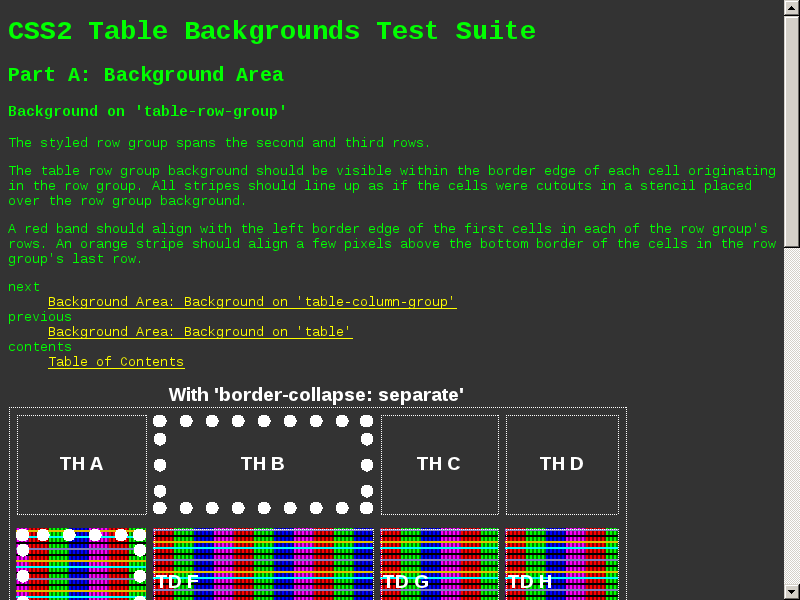 CSS2 Table Backgrounds Test Suite
Part A: Background Area
Background on 'table-row-group'
The styled row group spans the second and third rows.
The table row group background should be visible within the border edge of each cell originating
in the row group. All stripes should line up as if the cells were cutouts in a stencil placed
over the row group background.
A red band should align with the left border edge of the first cells in each of the row group's
rows. An orange stripe should align a few pixels above the bottom border of the cells in the row
group's last row.
next
Background Area: Background on 'table-column-group'
previous
Background Area: Background on 'table'
contents
Table of Contents
With 'border-collapse: separate'
TH A TH B TH C TH D
TD F TD G TD H